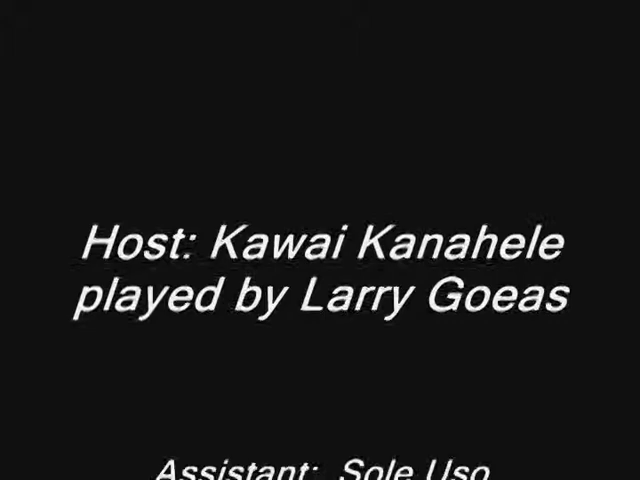 Host: Kawai Kanahele
played by Larry Goeas
Assistant: Sole Uso